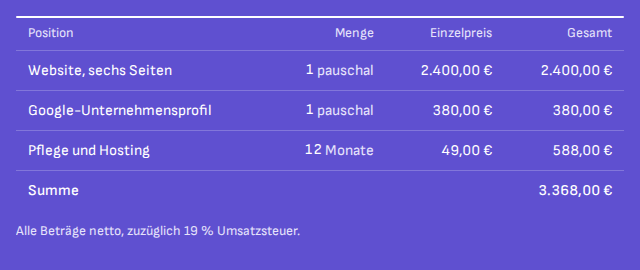 Position Menge Einzelpreis Gesamt
Website, sechs Seiten 1 pauschal 2.400,00 € 2.400,00 €
Google-Unternehmensprofil 1 pauschal 380,00 € 380,00 €
Pflege und Hosting 12 Monate 49,00 € 588,00 €
Summe 3.368,00 €
Alle Beträge netto, zuzüglich 19 % Umsatzsteuer.